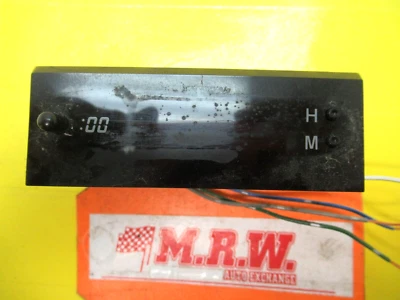 H
:00
M
M.R.W.
AUTO EXCHANGE